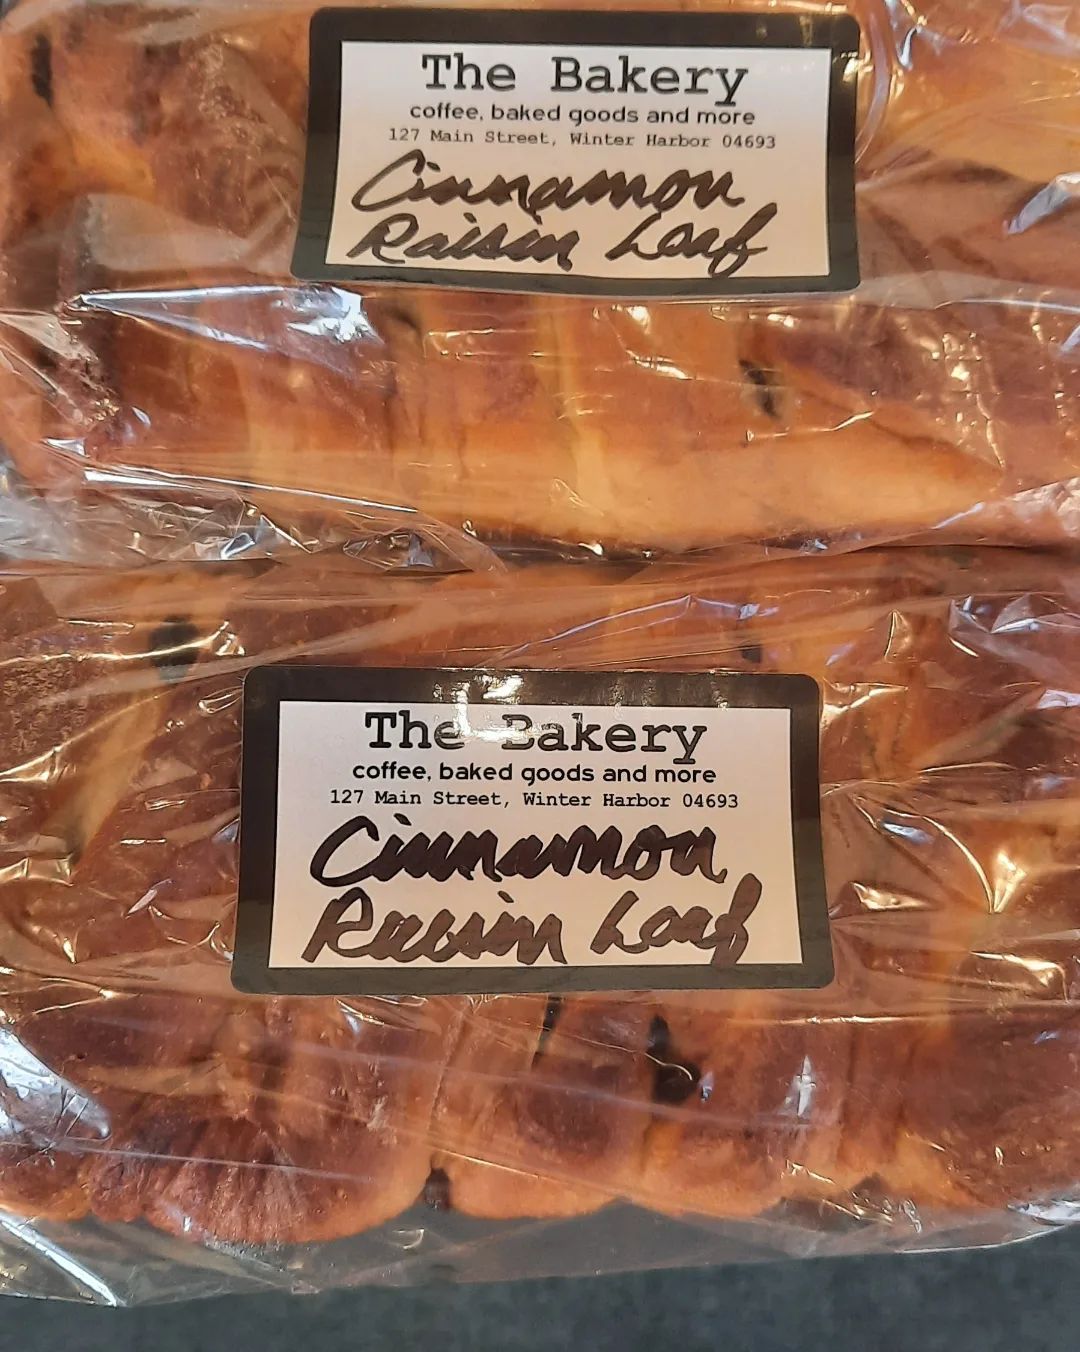 The Bakery
coffee, baked goods and more
127 Main Street, Winter Harbor 04693
Cinnamon
Raisin Loaf
The Bakery
coffee, baked goods and more
127 Main Street, Winter Harbor 04693
Cinnamon
Raisin Loaf